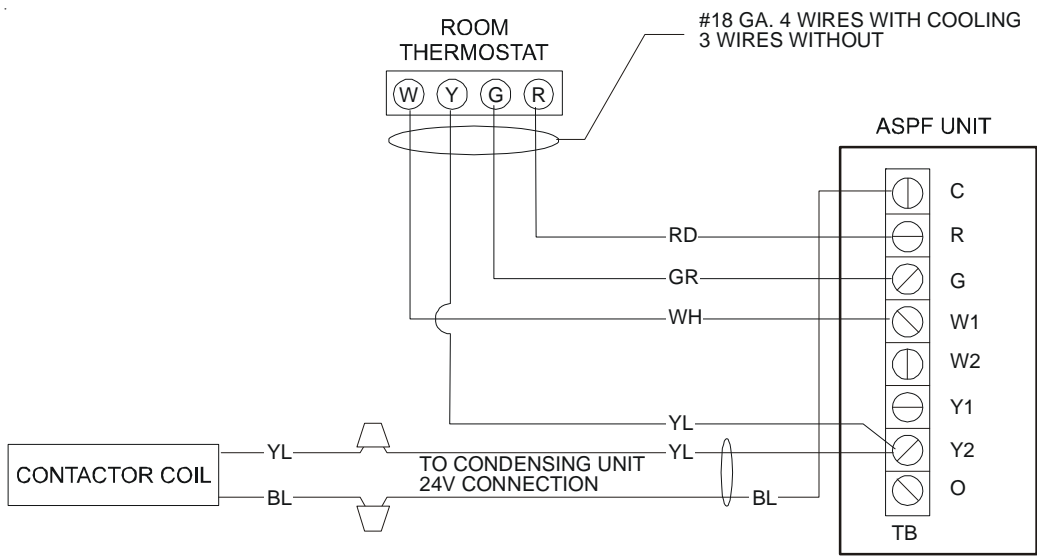 #18 GA. 4 WIRES WITH COOLING
3 WIRES WITHOUT
ROOM
THERMOSTAT
W Y G R
ASPF UNIT
C
RD
R
GR
G
WH
W1
W2
Y1
YL
YL
YL
Y2
CONTACTOR COIL
TO CONDENSING UNIT
24V CONNECTION
BL
BL
O
TB